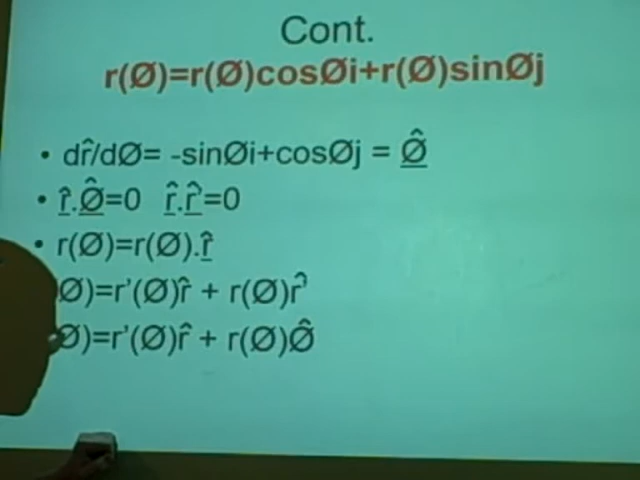 Cont.
r(Ø)=r(Ø)cosØi+r(Ø)sinØj
• dr̂/dØ= -sinØi+cosØj = Ø̂
• r̂.Ø̂=0 r̂.r̂'=0
• r(Ø)=r(Ø).r̂
Ø)=r'(Ø)r̂ + r(Ø)r̂'
Ø)=r'(Ø)r̂ + r(Ø)Ø̂